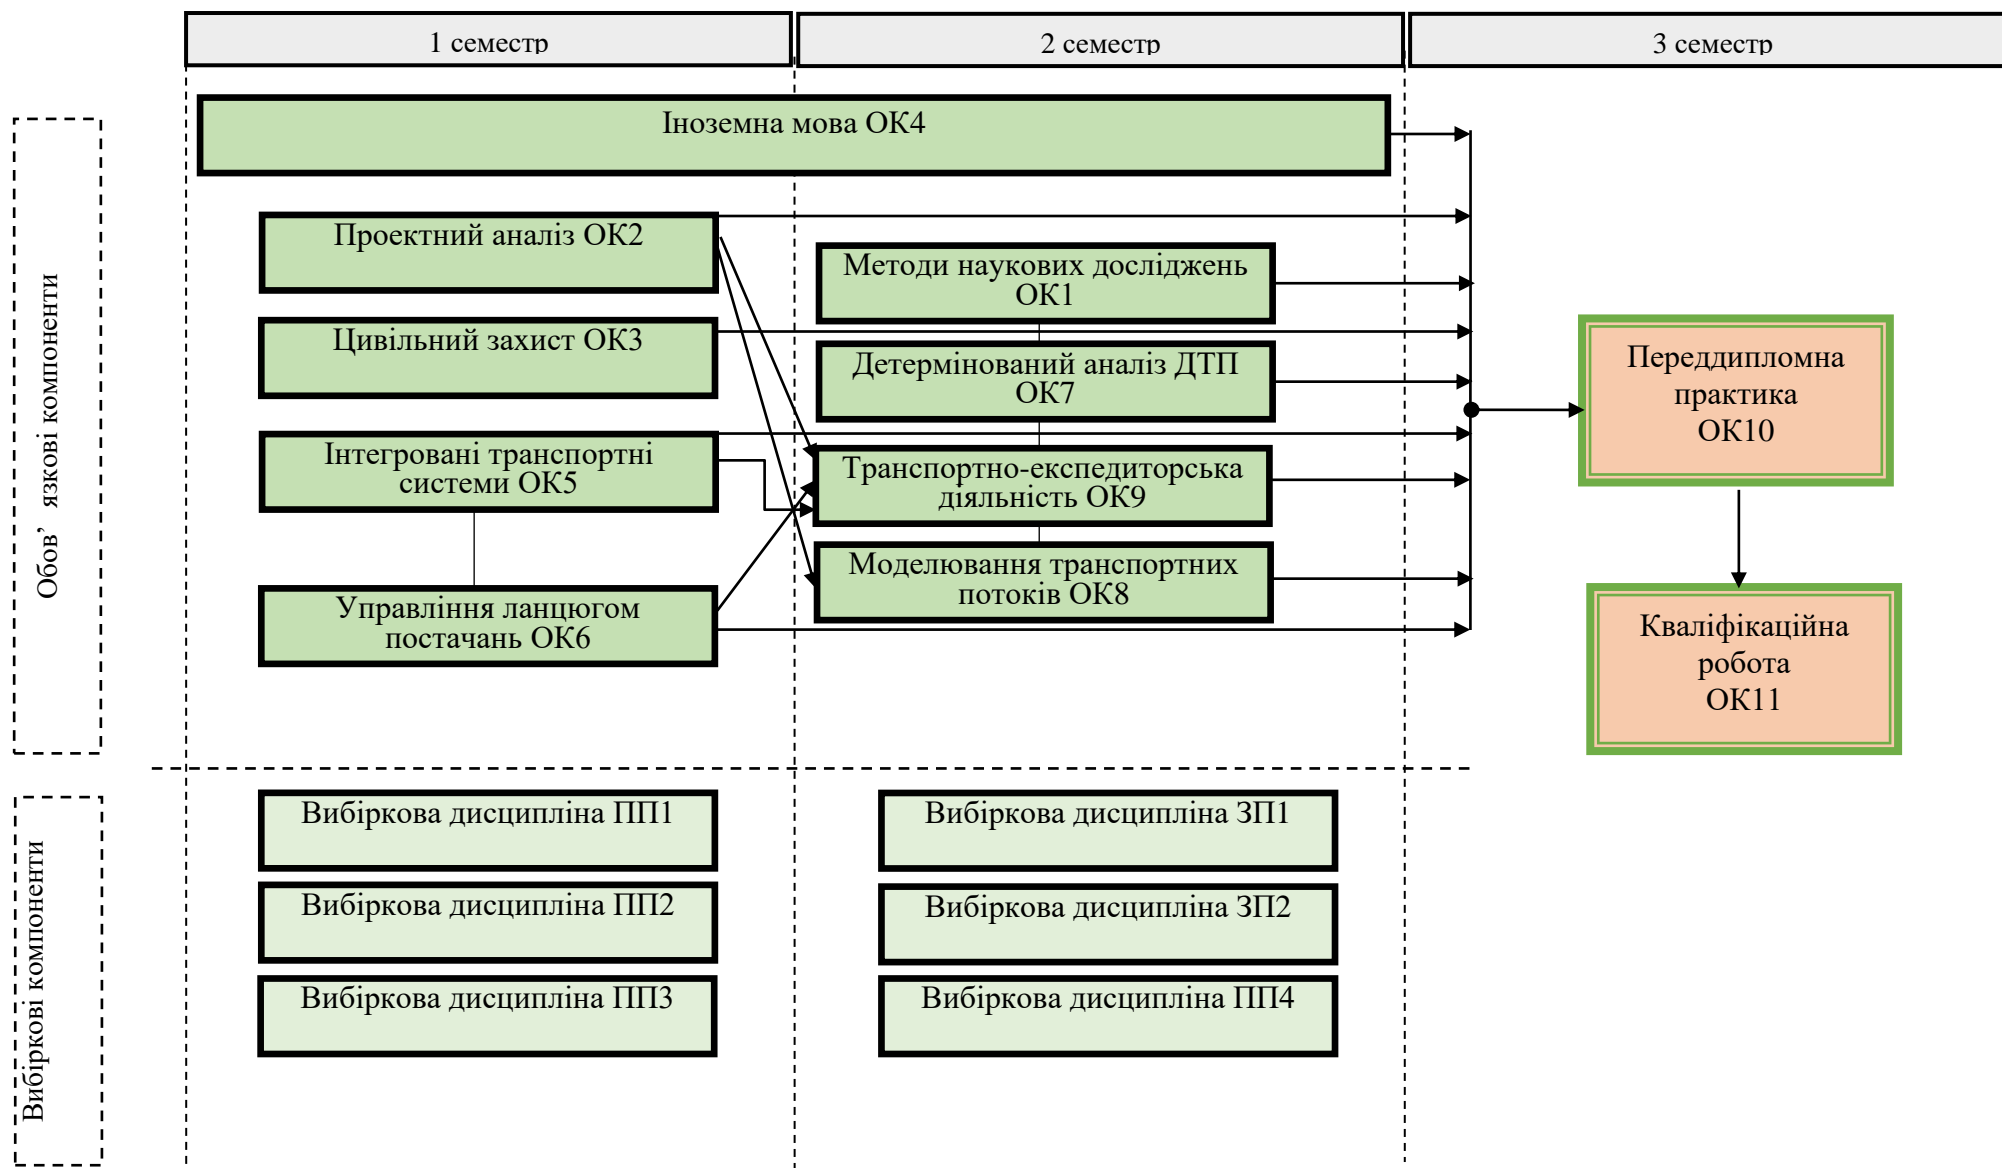 1 семестр
2 семестр
3 семестр
Обов’ язкові компоненти
Іноземна мова ОК4
Проектний аналіз ОК2
Цивільний захист ОК3
Інтегровані транспортні
системи ОК5
Управління ланцюгом
постачань ОК6
Методи наукових досліджень
ОК1
Детермінований аналіз ДТП
ОК7
Транспортно-експедиторська
діяльність ОК9
Моделювання транспортних
потоків ОК8
Переддипломна
практика
ОК10
Кваліфікаційна
робота
ОК11
Вибіркові компоненти
Вибіркова дисципліна ПП1
Вибіркова дисципліна ПП2
Вибіркова дисципліна ПП3
Вибіркова дисципліна ЗП1
Вибіркова дисципліна ЗП2
Вибіркова дисципліна ПП4